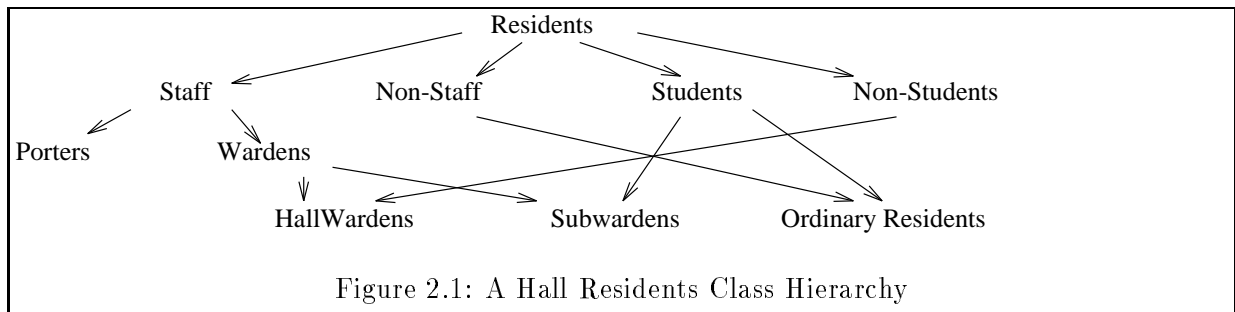 Residents
Staff Non-Staff Students Non-Students
Porters Wardens
HallWardens Subwardens Ordinary Residents
Figure 2.1: A Hall Residents Class Hierarchy